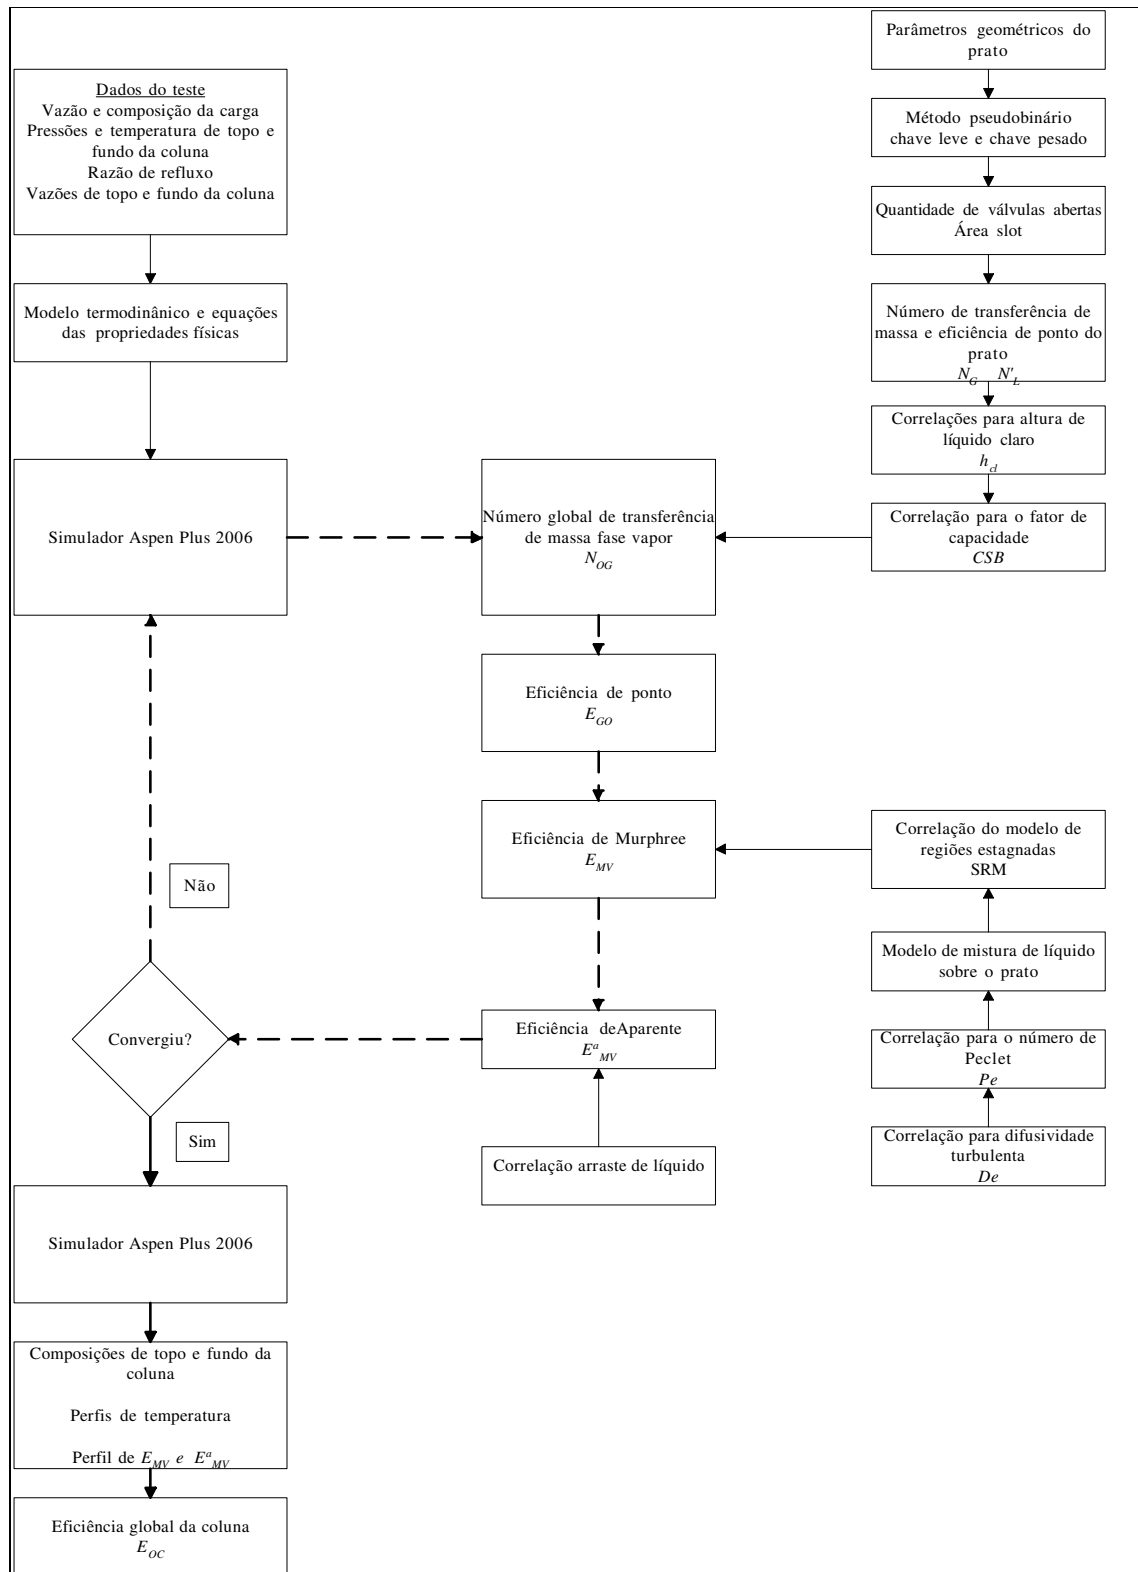 Dados do teste
Vazão e composição da carga
Pressões e temperatura de topo e
fundo da coluna
Razão de refluxo
Vazões de topo e fundo da coluna
Modelo termodinânico e equações
das propriedades físicas
Simulador Aspen Plus 2006
Não
Convergiu?
Sim
Simulador Aspen Plus 2006
Composições de topo e fundo da
coluna
Perfis de temperatura
Perfil de E_MV e E^a_MV
Eficiência global da coluna
E_OC
Número global de transferência
de massa fase vapor
N_OG
Eficiência de ponto
E_GO
Eficiência de Murphree
E_MV
Eficiência deAparente
E^a_MV
Correlação arraste de líquido
Parâmetros geométricos do
prato
Método pseudobinário
chave leve e chave pesado
Quantidade de válvulas abertas
Área slot
Número de transferência de
massa e eficiência de ponto do
prato
N_G N'_L
Correlações para altura de
líquido claro
h_cl
Correlação para o fator de
capacidade
CSB
Correlação do modelo de
regiões estagnadas
SRM
Modelo de mistura de líquido
sobre o prato
Correlação para o número de
Peclet
Pe
Correlação para difusividade
turbulenta
De